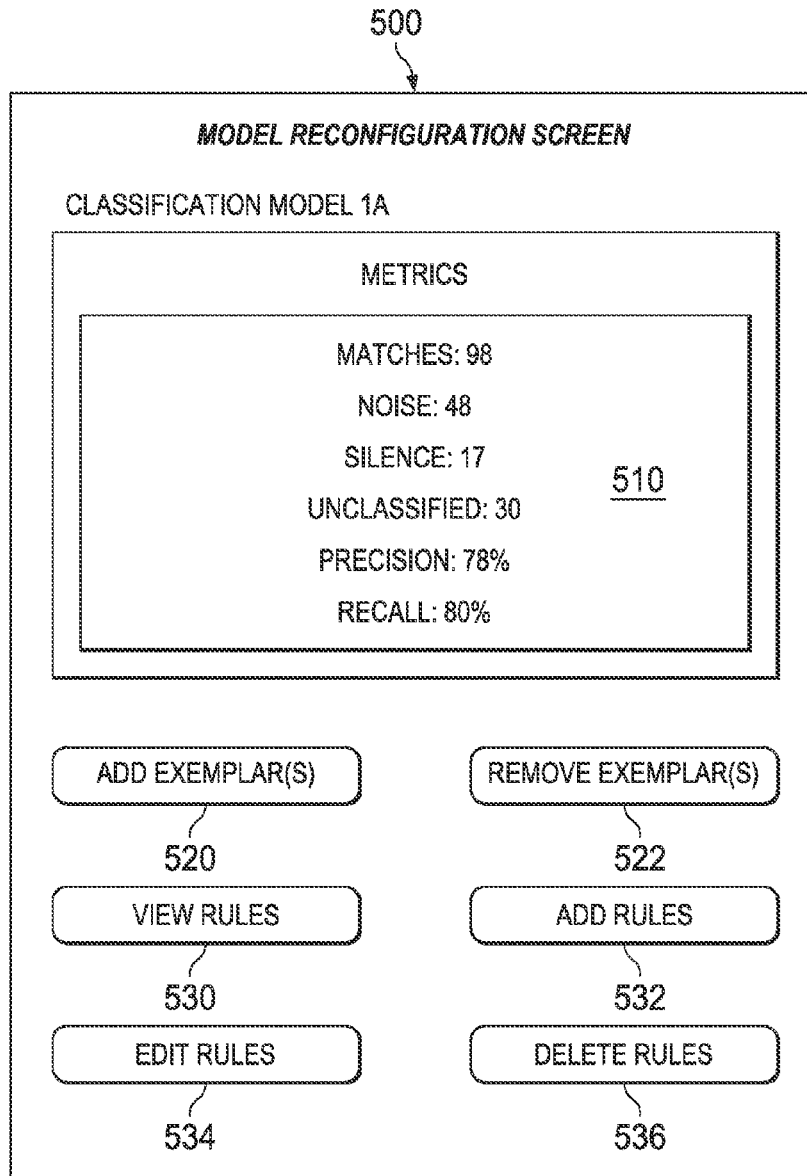 500
MODEL RECONFIGURATION SCREEN
CLASSIFICATION MODEL 1A
METRICS
MATCHES: 98
NOISE: 48
SILENCE: 17
UNCLASSIFIED: 30
510
PRECISION: 78%
RECALL: 80%
ADD EXEMPLAR(S)
REMOVE EXEMPLAR(S)
520
522
VIEW RULES
ADD RULES
530
532
EDIT RULES
DELETE RULES
534
536